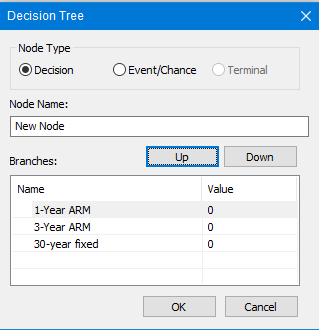 Decision Tree
Node Type
Decision Event/Chance Terminal
Node Name:
New Node
Branches: Up Down
Name Value
1-Year ARM 0
3-Year ARM 0
30-year fixed 0
OK Cancel